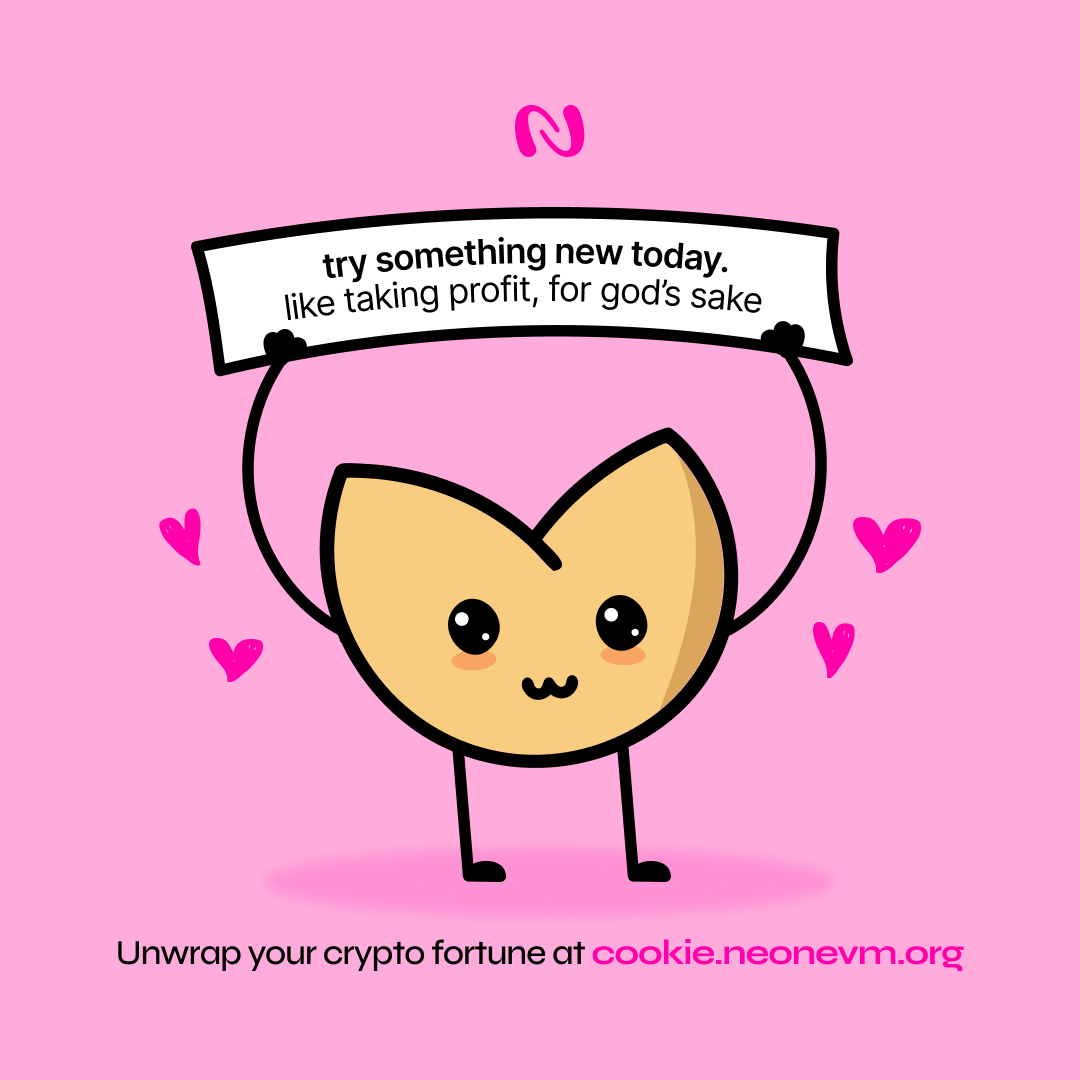 try something new today.
like taking profit, for god’s sake
Unwrap your crypto fortune at cookie.neonevm.org